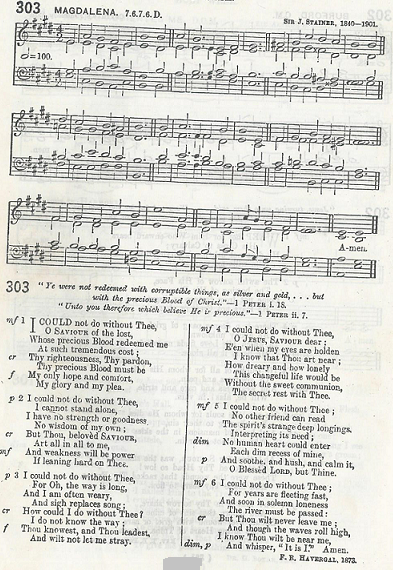 303 MAGDALENA. 7.6.7.6. D.
SIR J. STAINER, 1840—1901.
=100.
A-men.
303 "Ye were not redeemed with corruptible things, as silver and gold, . . . but
with the precious Blood of Christ."—1 PETER i. 18.
"Unto you therefore which believe He is precious."—1 PETER ii. 7.
mf 1 I COULD not do without Thee,
O SAVIOUR of the lost,
Whose precious Blood redeemed me
At such tremendous cost;
cr Thy righteousness, Thy pardon,
Thy precious Blood must be
f My only hope and comfort,
My glory and my plea.
p 2 I could not do without Thee,
I cannot stand alone,
I have no strength or goodness
No wisdom of my own;
cr But Thou, belovèd SAVIOUR,
Art all in all to me,
mf And weakness will be power
If leaning hard on Thee.
p 3 I could not do without Thee,
For Oh, the way is long,
And I am often weary,
And sigh replaces song;
cr How could I do without Thee?
I do not know the way;
f Thou knowest, and Thou leadest,
And wilt not let me stray.
mf 4 I could not do without Thee,
O JESUS, SAVIOUR dear;
E'en when my eyes are holden
I know that Thou art near;
How dreary and how lonely
This changeful life would be
Without the sweet communion,
The secret rest with Thee.
mf 5 I could not do without Thee;
No other friend can read
The spirit's strange deep longings,
Interpreting its need;
dim No human heart could enter
Each dim recess of mine,
p And soothe, and hush, and calm it,
O Blessèd LORD, but Thine.
mf 6 I could not do without Thee;
For years are fleeting fast,
And soon in solemn loneness
The river must be passed;
cr But Thou wilt never leave me;
And though the waves roll high,
I know Thou wilt be near me,
dim, p And whisper, "It is I." Amen.
F. R. HAVERGAL, 1873.